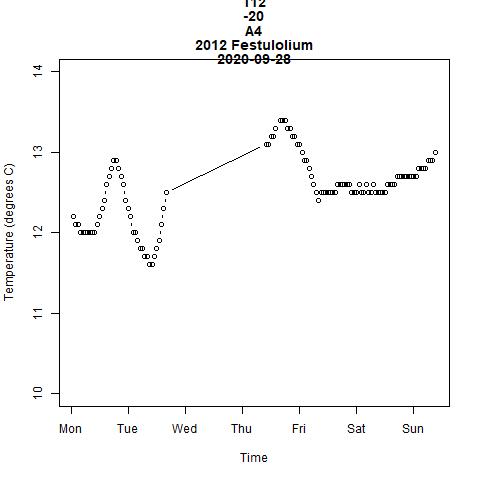 T12
-20
A4
2012 Festulolium
2020-09-28
Temperature (degrees C)
14
13
12
11
10
Mon Tue Wed Thu Fri Sat Sun
Time